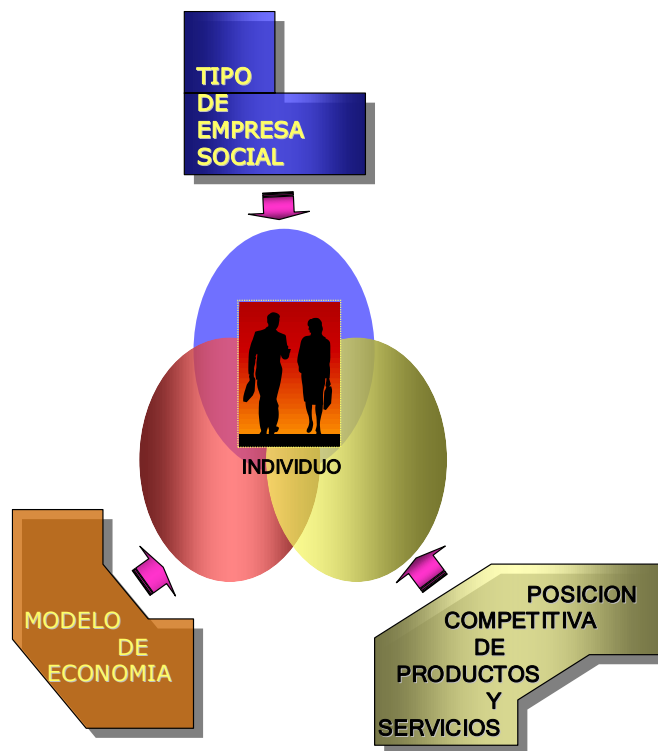 TIPO
DE
EMPRESA
SOCIAL
INDIVIDUO
MODELO
DE
ECONOMIA
POSICION
COMPETITIVA
DE
PRODUCTOS
Y
SERVICIOS